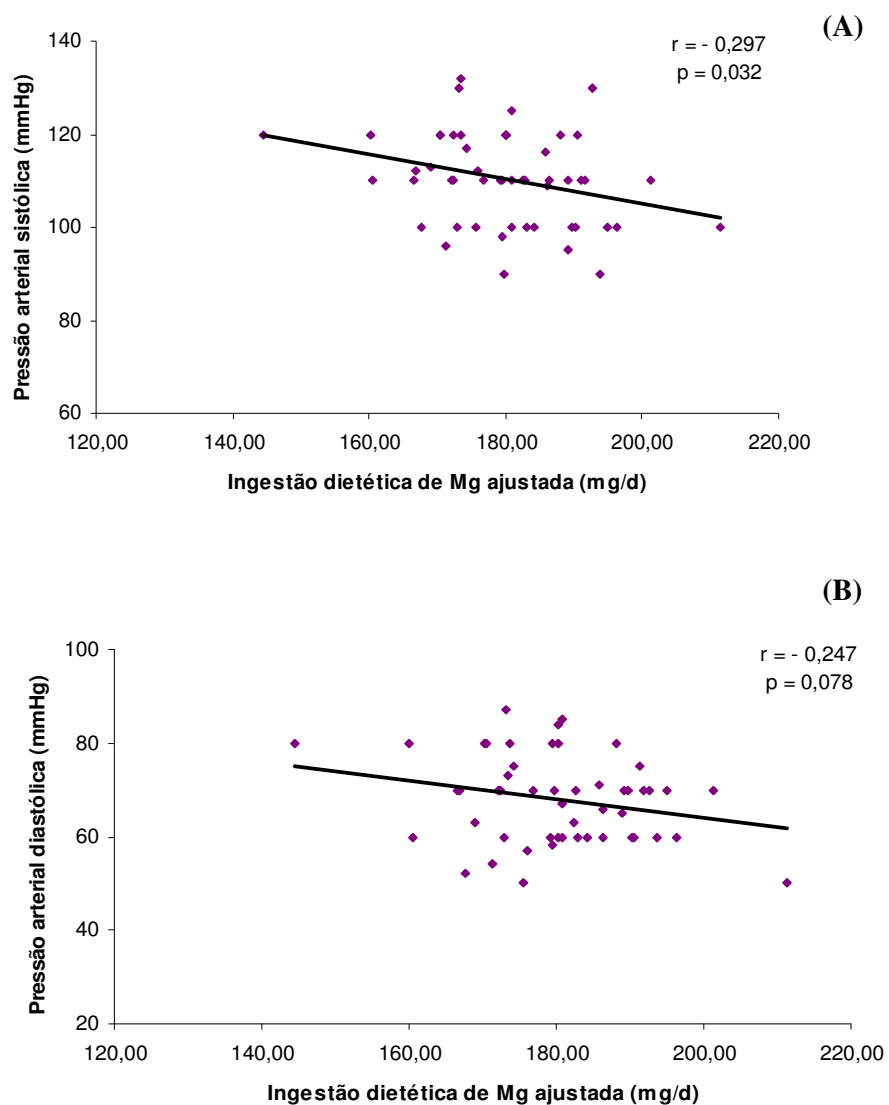 (A)
r = - 0,297
p = 0,032
Pressão arterial sistólica (mmHg)
140
120
100
80
60
120,00 140,00 160,00 180,00 200,00 220,00
Ingestão dietética de Mg ajustada (mg/d)
(B)
r = - 0,247
p = 0,078
Pressão arterial diastólica (mmHg)
100
80
60
40
20
120,00 140,00 160,00 180,00 200,00 220,00
Ingestão dietética de Mg ajustada (mg/d)